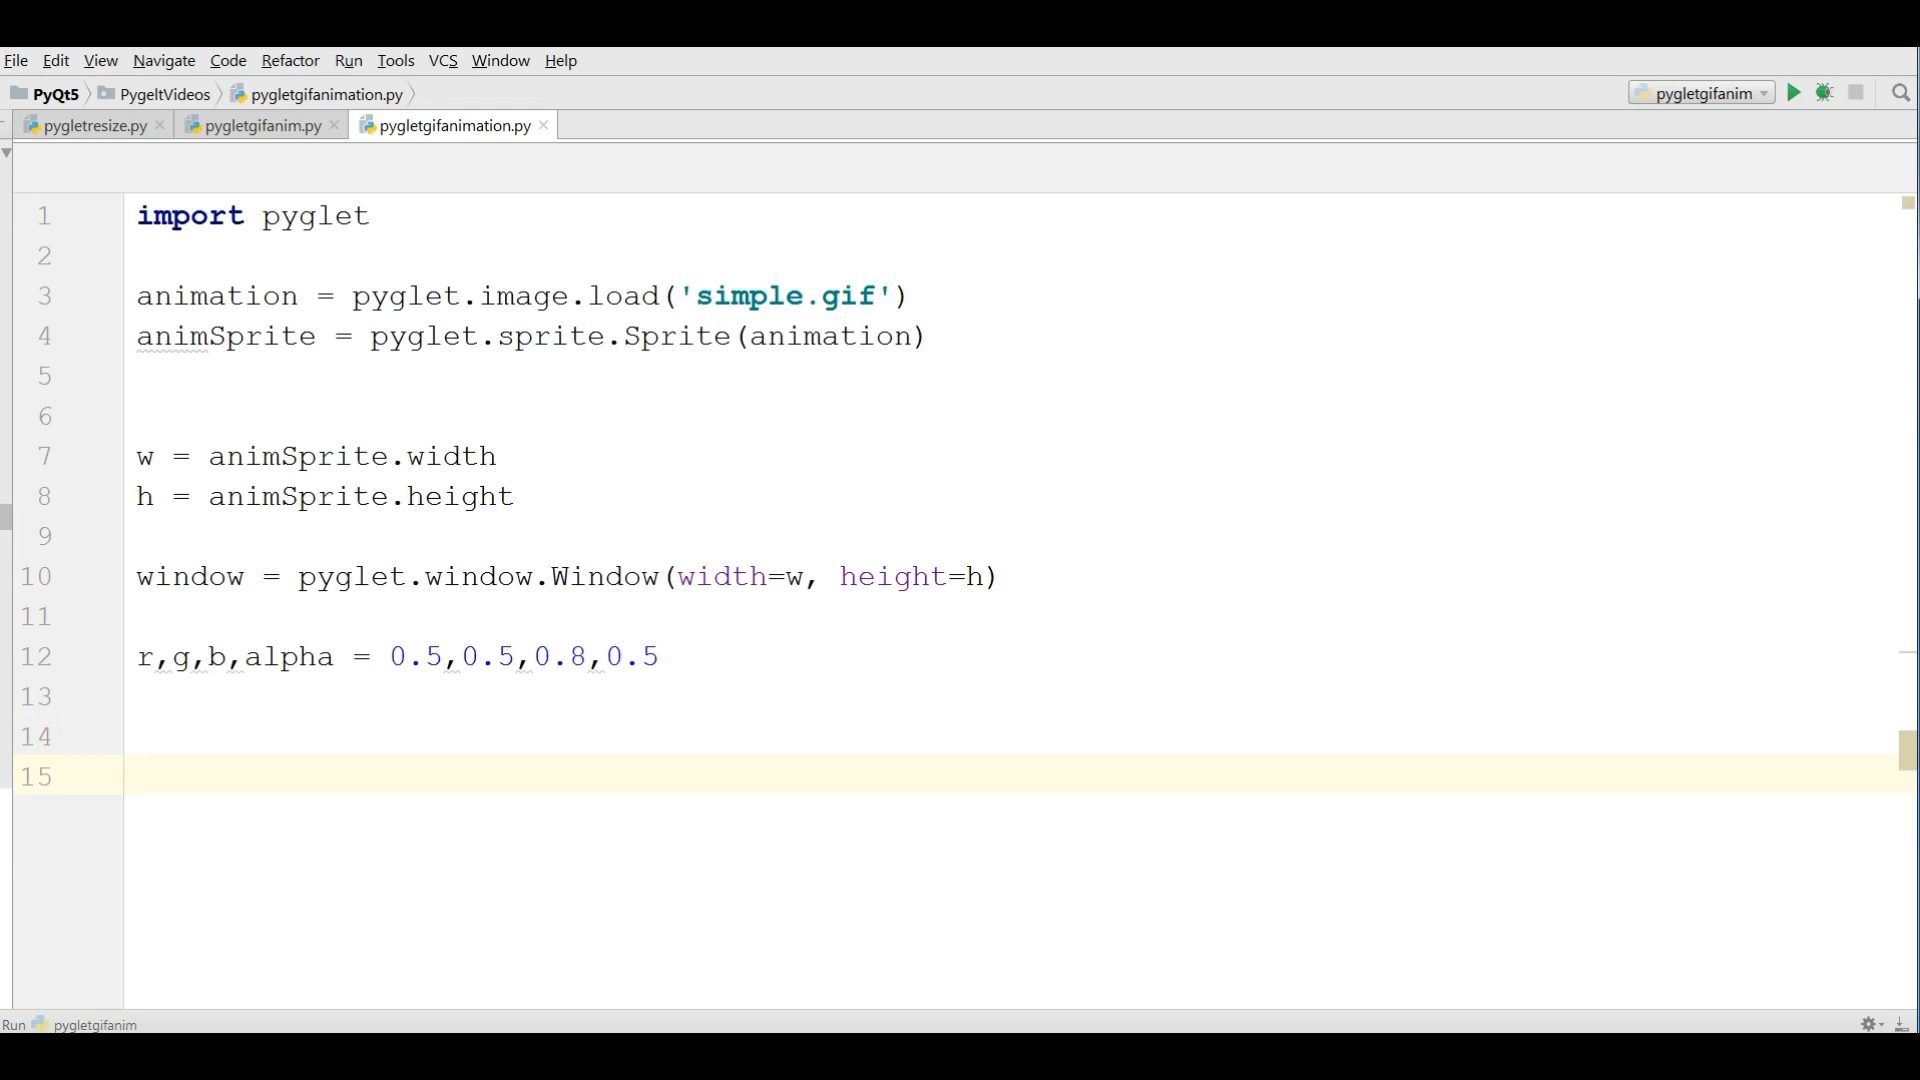 File Edit View Navigate Code Refactor Run Tools VCS Window Help
PyQt5 PygeltVideos pygletgifanimation.py pygletgifanim
pygletresize.py pygletgifanim.py pygletgifanimation.py
1 import pyglet
2
3 animation = pyglet.image.load('simple.gif')
4 animSprite = pyglet.sprite.Sprite(animation)
5
6
7 w = animSprite.width
8 h = animSprite.height
9
10 window = pyglet.window.Window(width=w, height=h)
11
12 r,g,b,alpha = 0.5,0.5,0.8,0.5
13
14
15
Run pygletgifanim